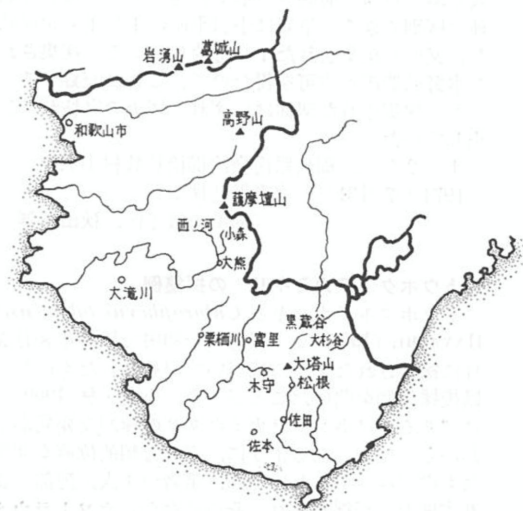 岩湧山
葛城山
和歌山市
高野山
護摩壇山
西ノ河
小森
大熊
大滝川
黒蔵谷
栗栖川
富里
大杉谷
大塔山
木守
松根
佐田
佐本